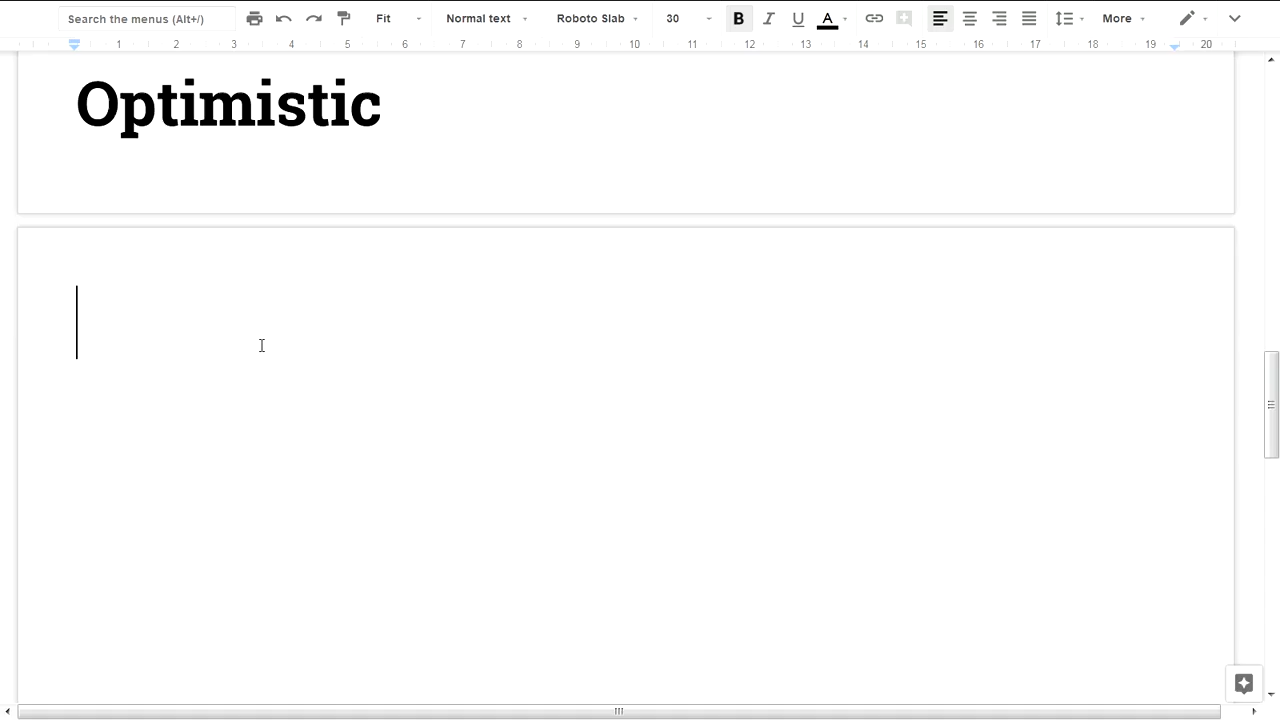 Search the menus (Alt+/) Fit Normal text Roboto Slab 30 B I U A More
1 2 3 4 5 6 7 8 9 10 11 12 13 14 15 16 17 18 19 20
Optimistic